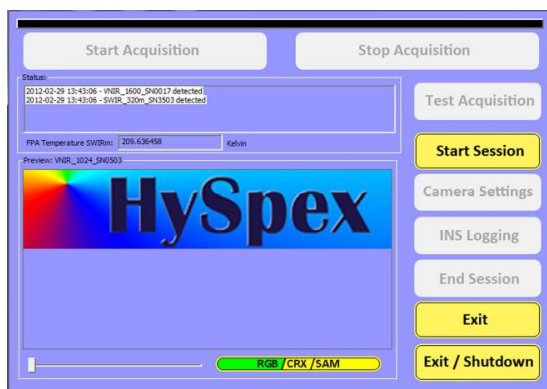 Start Acquisition
Stop Acquisition
Status:
2012-02-29 13:43:06 - VNIR_1600_SN0017 detected
2012-02-29 13:43:06 - SWIR_320m_SN3503 detected
Test Acquisition
FPA Temperature SWIRm: 209.636458 Kelvin
Start Session
Preview: VNIR_1024_SN0503
HySpex
Camera Settings
INS Logging
End Session
Exit
RGB /CRX /SAM
Exit / Shutdown